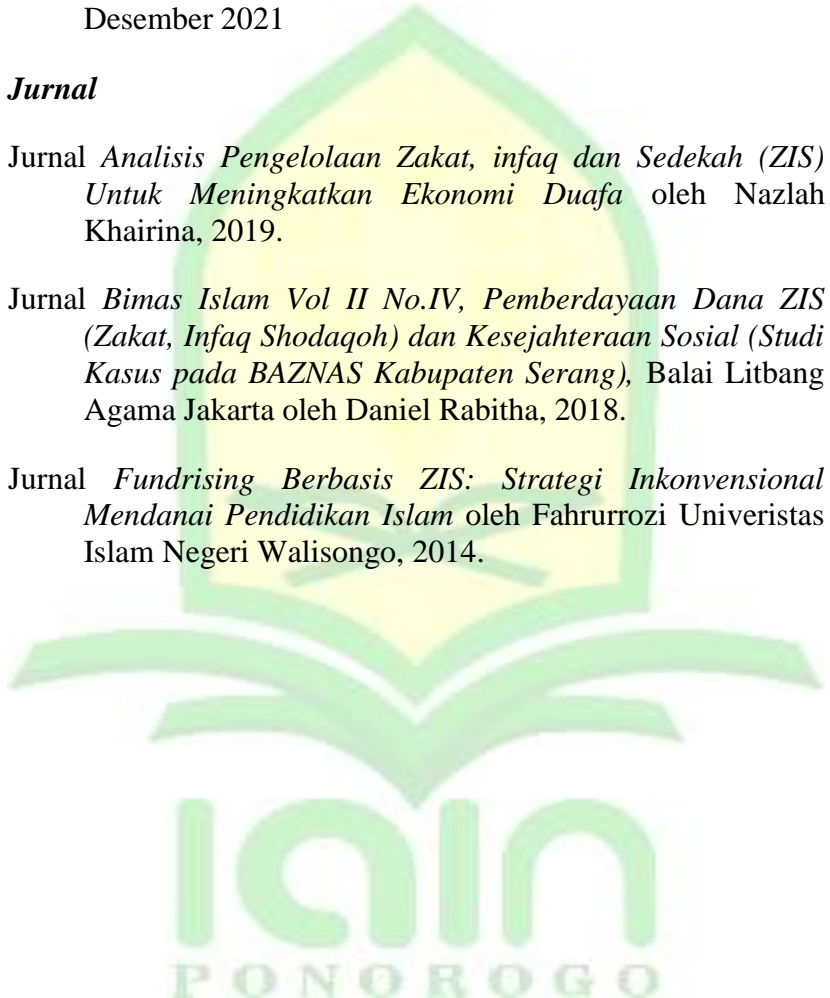 Desember 2021
Jurnal
Jurnal Analisis Pengelolaan Zakat, infaq dan Sedekah (ZIS)
Untuk Meningkatkan Ekonomi Duafa oleh Nazlah
Khairina, 2019.
Jurnal Bimas Islam Vol II No.IV, Pemberdayaan Dana ZIS
(Zakat, Infaq Shodaqoh) dan Kesejahteraan Sosial (Studi
Kasus pada BAZNAS Kabupaten Serang), Balai Litbang
Agama Jakarta oleh Daniel Rabitha, 2018.
Jurnal Fundrising Berbasis ZIS: Strategi Inkonvensional
Mendanai Pendidikan Islam oleh Fahrurrozi Univeristas
Islam Negeri Walisongo, 2014.
IAIN
PONOROGO